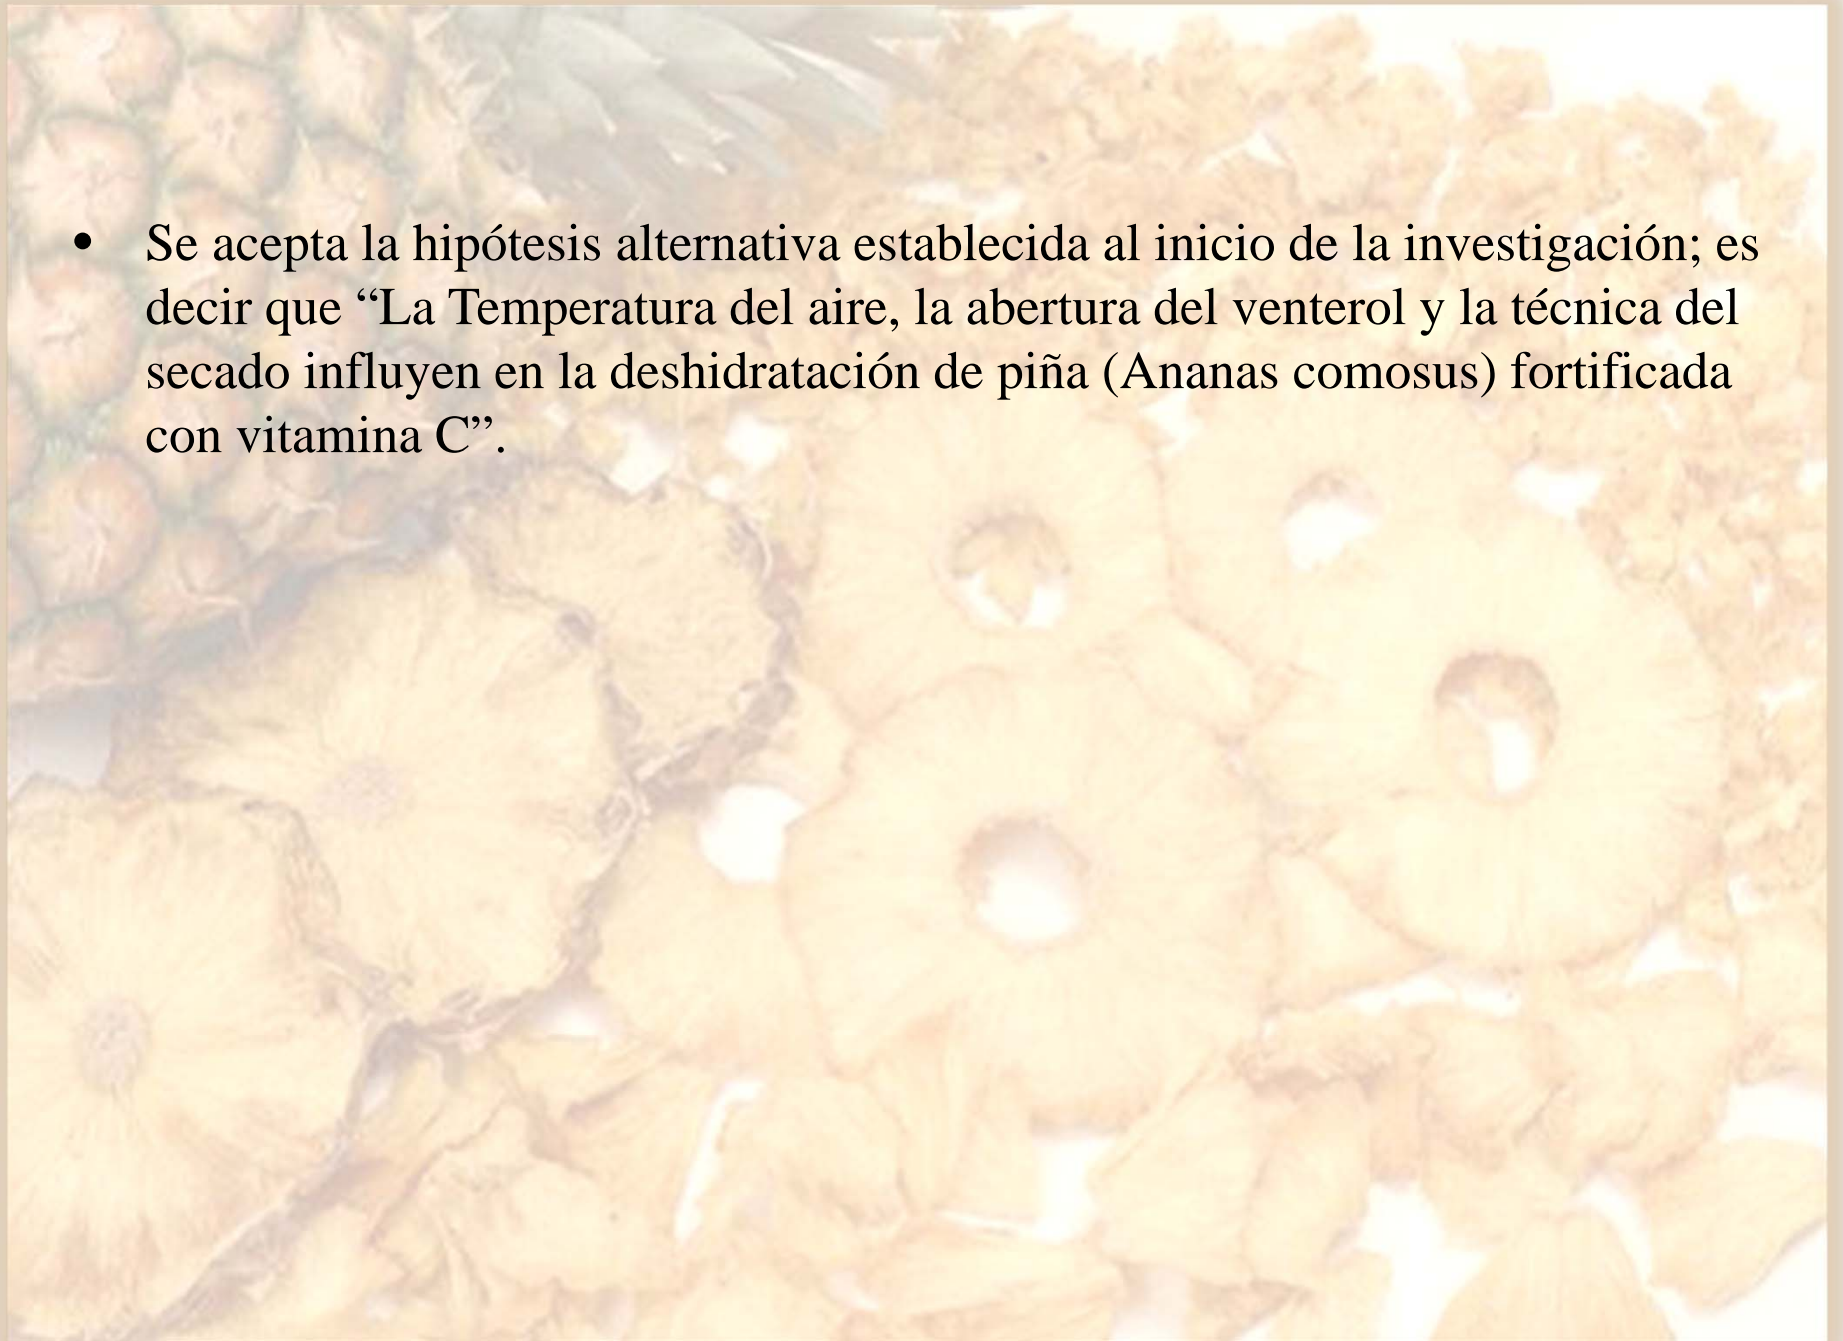 • Se acepta la hipótesis alternativa establecida al inicio de la investigación; es
decir que “La Temperatura del aire, la abertura del venterol y la técnica del
secado influyen en la deshidratación de piña (Ananas comosus) fortificada
con vitamina C”.